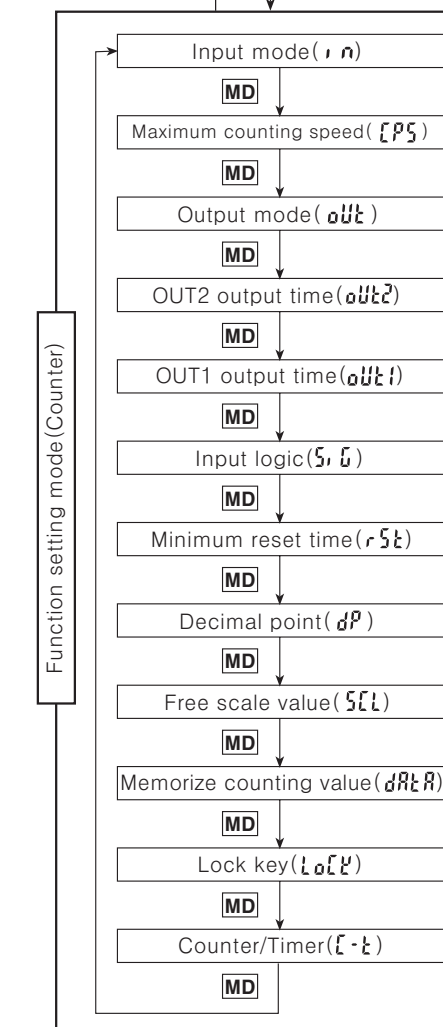 Input mode( in)
MD
Maximum counting speed( CPS )
MD
Output mode( oUt )
MD
OUT2 output time(oUt2)
MD
OUT1 output time(oUt1)
MD
Input logic(SiG)
MD
Minimum reset time(rSt)
MD
Decimal point( dP )
MD
Free scale value( SCL)
MD
Memorize counting value(dAtA)
MD
Lock key(LoCK)
MD
Counter/Timer(C-t)
MD
Function setting mode(Counter)